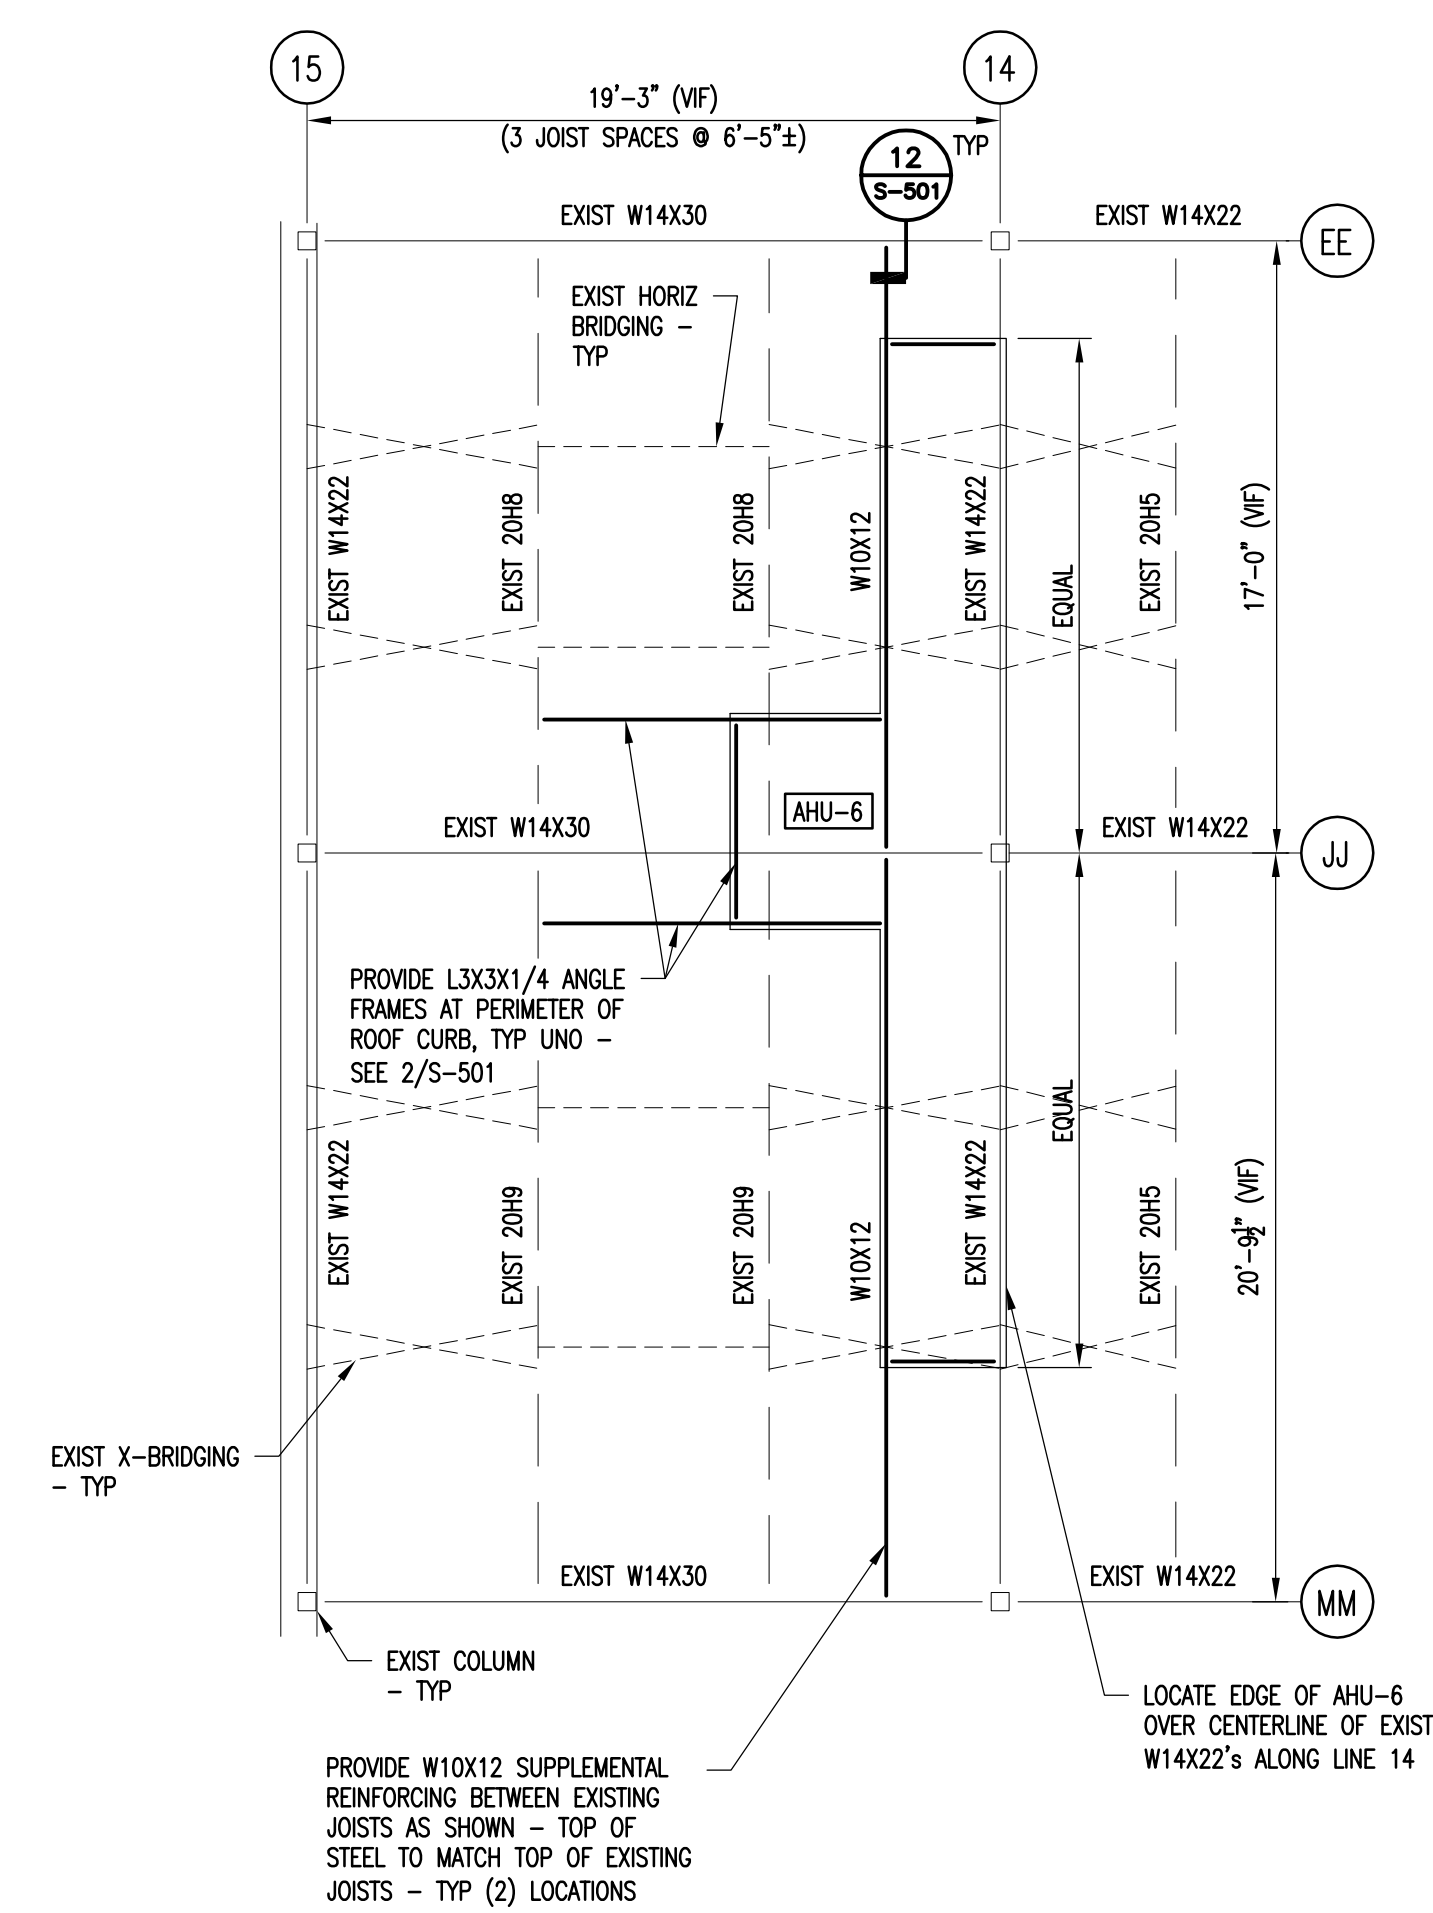 15
14
19'-3" (VIF)
(3 JOIST SPACES @ 6'-5"±)
12
S-501
TYP
EXIST W14X30
EXIST W14X22
EE
EXIST HORIZ
BRIDGING -
TYP
EXIST W14X22
EXIST 20H8
EXIST 20H8
W10X12
EXIST W14X22
EQUAL
EXIST 20H5
17'-0" (VIF)
AHU-6
EXIST W14X30
EXIST W14X22
JJ
PROVIDE L3X3X1/4 ANGLE
FRAMES AT PERIMETER OF
ROOF CURB, TYP UNO -
SEE 2/S-501
EXIST W14X22
EXIST 20H9
EXIST 20H9
W10X12
EXIST W14X22
EQUAL
EXIST 20H5
20'-9½" (VIF)
EXIST X-BRIDGING
- TYP
EXIST W14X30
EXIST W14X22
MM
EXIST COLUMN
- TYP
LOCATE EDGE OF AHU-6
OVER CENTERLINE OF EXIST
W14X22's ALONG LINE 14
PROVIDE W10X12 SUPPLEMENTAL
REINFORCING BETWEEN EXISTING
JOISTS AS SHOWN - TOP OF
STEEL TO MATCH TOP OF EXISTING
JOISTS - TYP (2) LOCATIONS